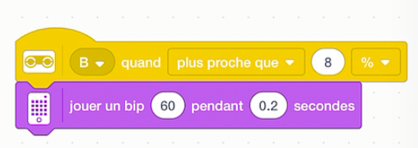 B quand plus proche que 8 %
jouer un bip 60 pendant 0.2 secondes